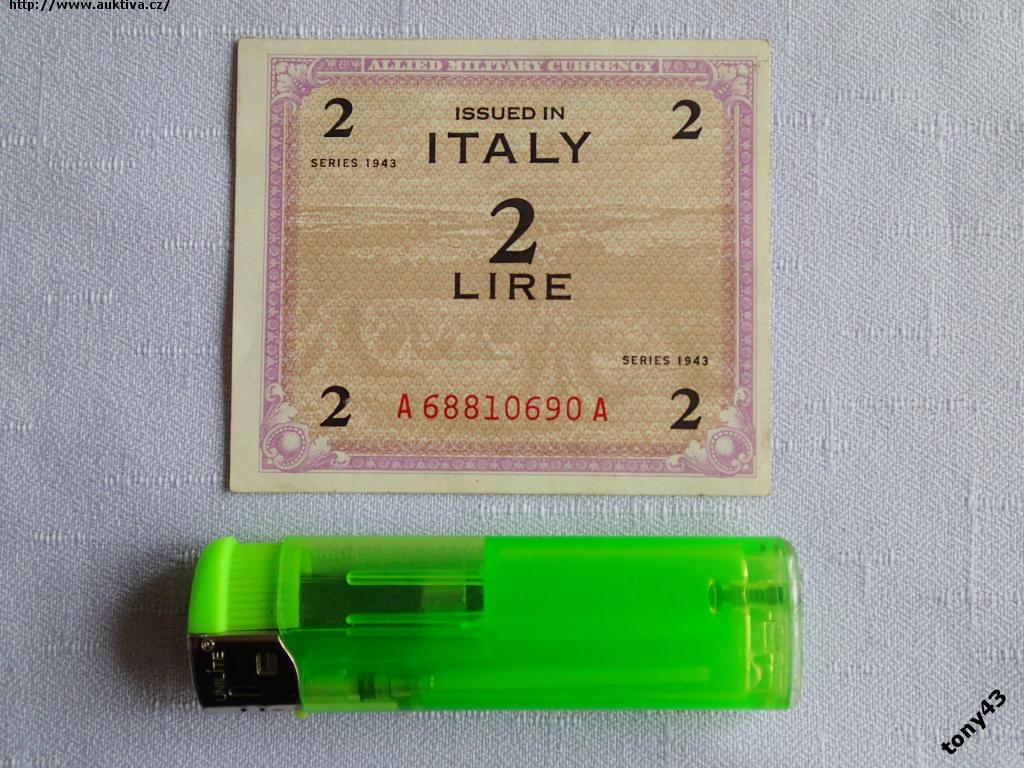 http://www.auktiva.cz/
ALLIED MILITARY CURRENCY
2 ISSUED IN 2
SERIES 1943 ITALY
2
LIRE
SERIES 1943
2 A68810690A 2
UNILITE®
tony43